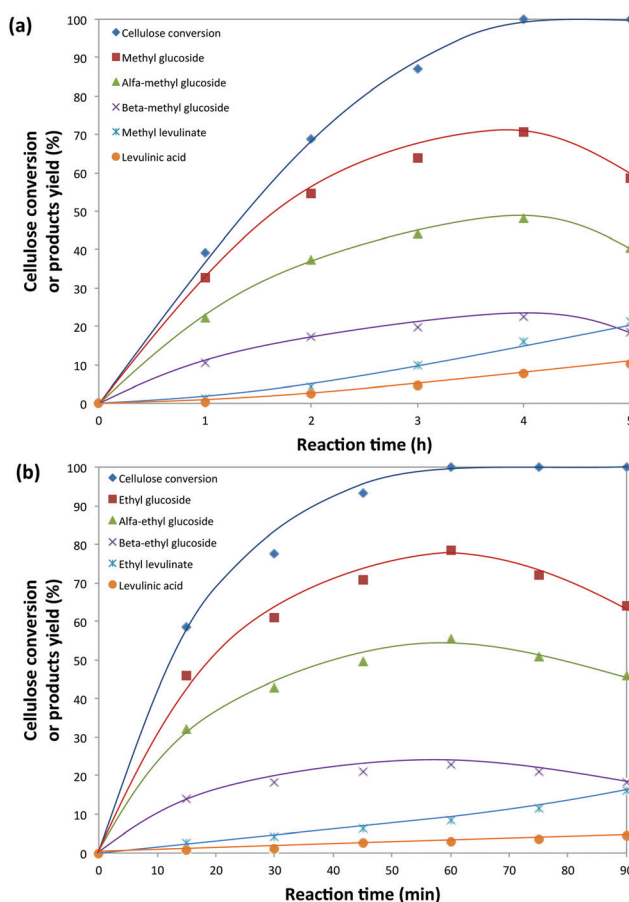 (a)
100
90
80
70
60
50
40
30
20
10
0
Cellulose conversion
or products yield (%)
Cellulose conversion
Methyl glucoside
Alfa-methyl glucoside
Beta-methyl glucoside
Methyl levulinate
Levulinic acid
0 1 2 3 4 5
Reaction time (h)
(b)
100
90
80
70
60
50
40
30
20
10
0
Cellulose conversion
or products yield (%)
Cellulose conversion
Ethyl glucoside
Alfa-ethyl glucoside
Beta-ethyl glucoside
Ethyl levulinate
Levulinic acid
0 10 20 30 40 50 60 70 80 90
Reaction time (min)